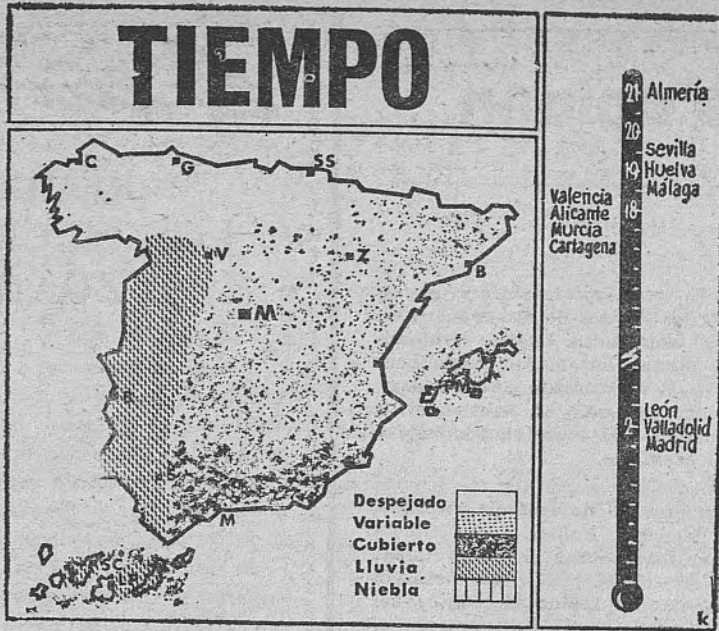 TIEMPO
C
G
SS
V
Z
B
M
B
PM
M
SC
Despejado
Variable
Cubierto
Lluvia
Niebla
21 Almería
20
19
Sevilla
Huelva
Málaga
18
Valencia
Alicante
Murcia
Cartagena
2
León
Valladolid
Madrid
k